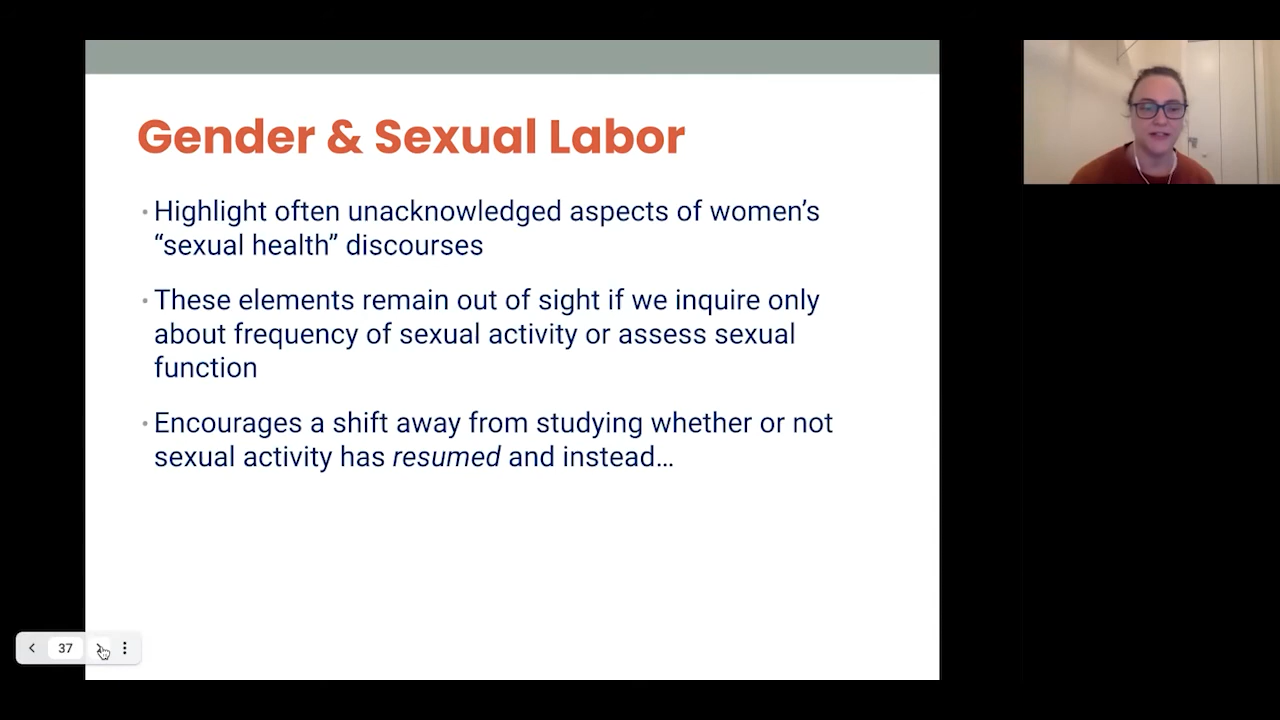 Gender & Sexual Labor
• Highlight often unacknowledged aspects of women’s
“sexual health” discourses
• These elements remain out of sight if we inquire only
about frequency of sexual activity or assess sexual
function
• Encourages a shift away from studying whether or not
sexual activity has resumed and instead…
37